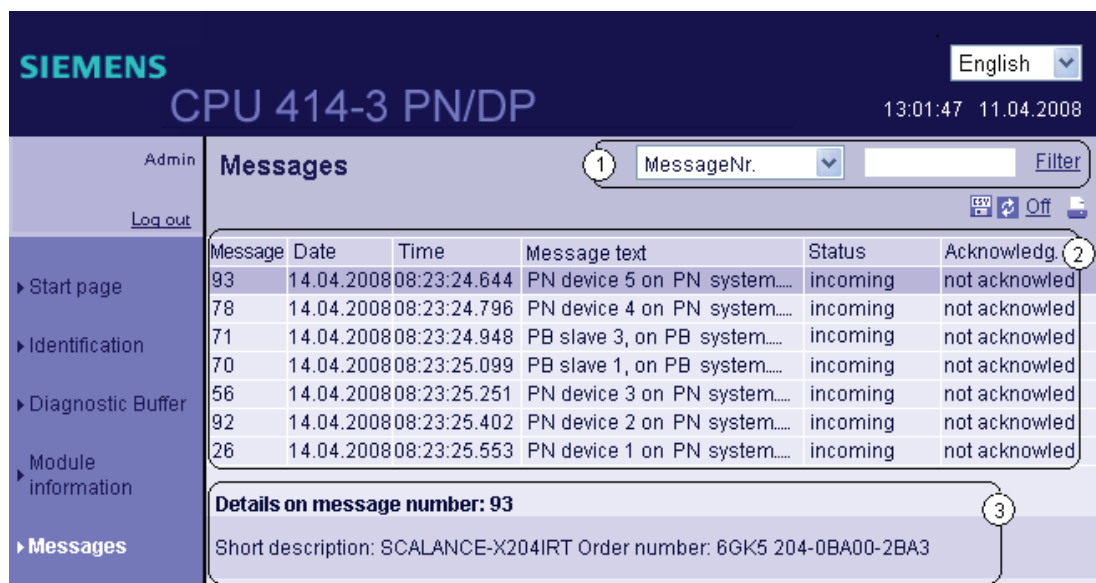 SIEMENS
English
CPU 414-3 PN/DP
13:01:47 11.04.2008
Admin
Log out
Messages
1 MessageNr. Filter
CSV Off
Message Date Time Message text Status Acknowledg. 2
93 14.04.2008 08:23:24.644 PN device 5 on PN system..... incoming not acknowled
78 14.04.2008 08:23:24.796 PN device 4 on PN system..... incoming not acknowled
71 14.04.2008 08:23:24.948 PB slave 3, on PB system..... incoming not acknowled
70 14.04.2008 08:23:25.099 PB slave 1, on PB system..... incoming not acknowled
56 14.04.2008 08:23:25.251 PN device 3 on PN system..... incoming not acknowled
92 14.04.2008 08:23:25.402 PN device 2 on PN system..... incoming not acknowled
26 14.04.2008 08:23:25.553 PN device 1 on PN system..... incoming not acknowled
Start page
Identification
Diagnostic Buffer
Module
information
Messages
Details on message number: 93
3
Short description: SCALANCE-X204IRT Order number: 6GK5 204-0BA00-2BA3